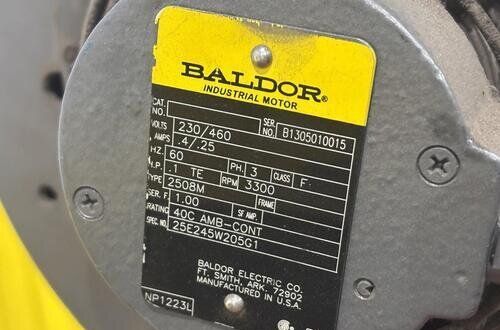 BALDOR®
INDUSTRIAL MOTOR
CAT. NO. SER. NO. B1305010015
VOLTS 230/460
AMPS .4/.25
HZ. 60 PH. 3 CLASS F
H.P. .1 TE RPM 3300
TYPE 2508M FRAME
SER. F. 1.00 SF AMP.
RATING 40C AMB-CONT
SPEC. NO. 25E245W205G1
BALDOR ELECTRIC CO.
FT. SMITH, ARK. 72902
MANUFACTURED IN U.S.A.
NP1223L